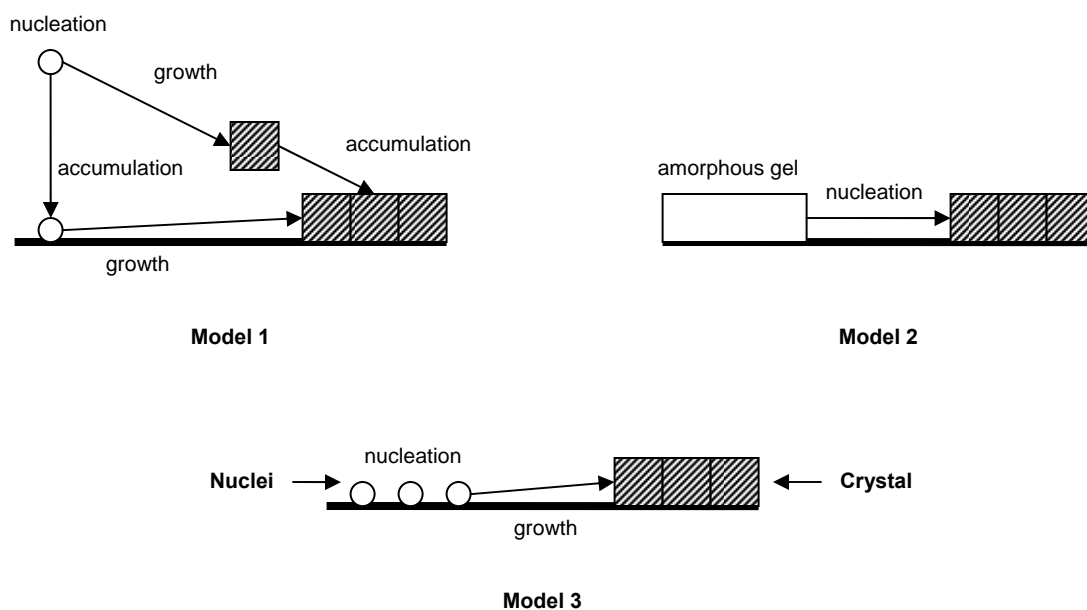 nucleation
growth
accumulation
accumulation
growth
Model 1
amorphous gel
nucleation
Model 2
nucleation
Nuclei
Crystal
growth
Model 3